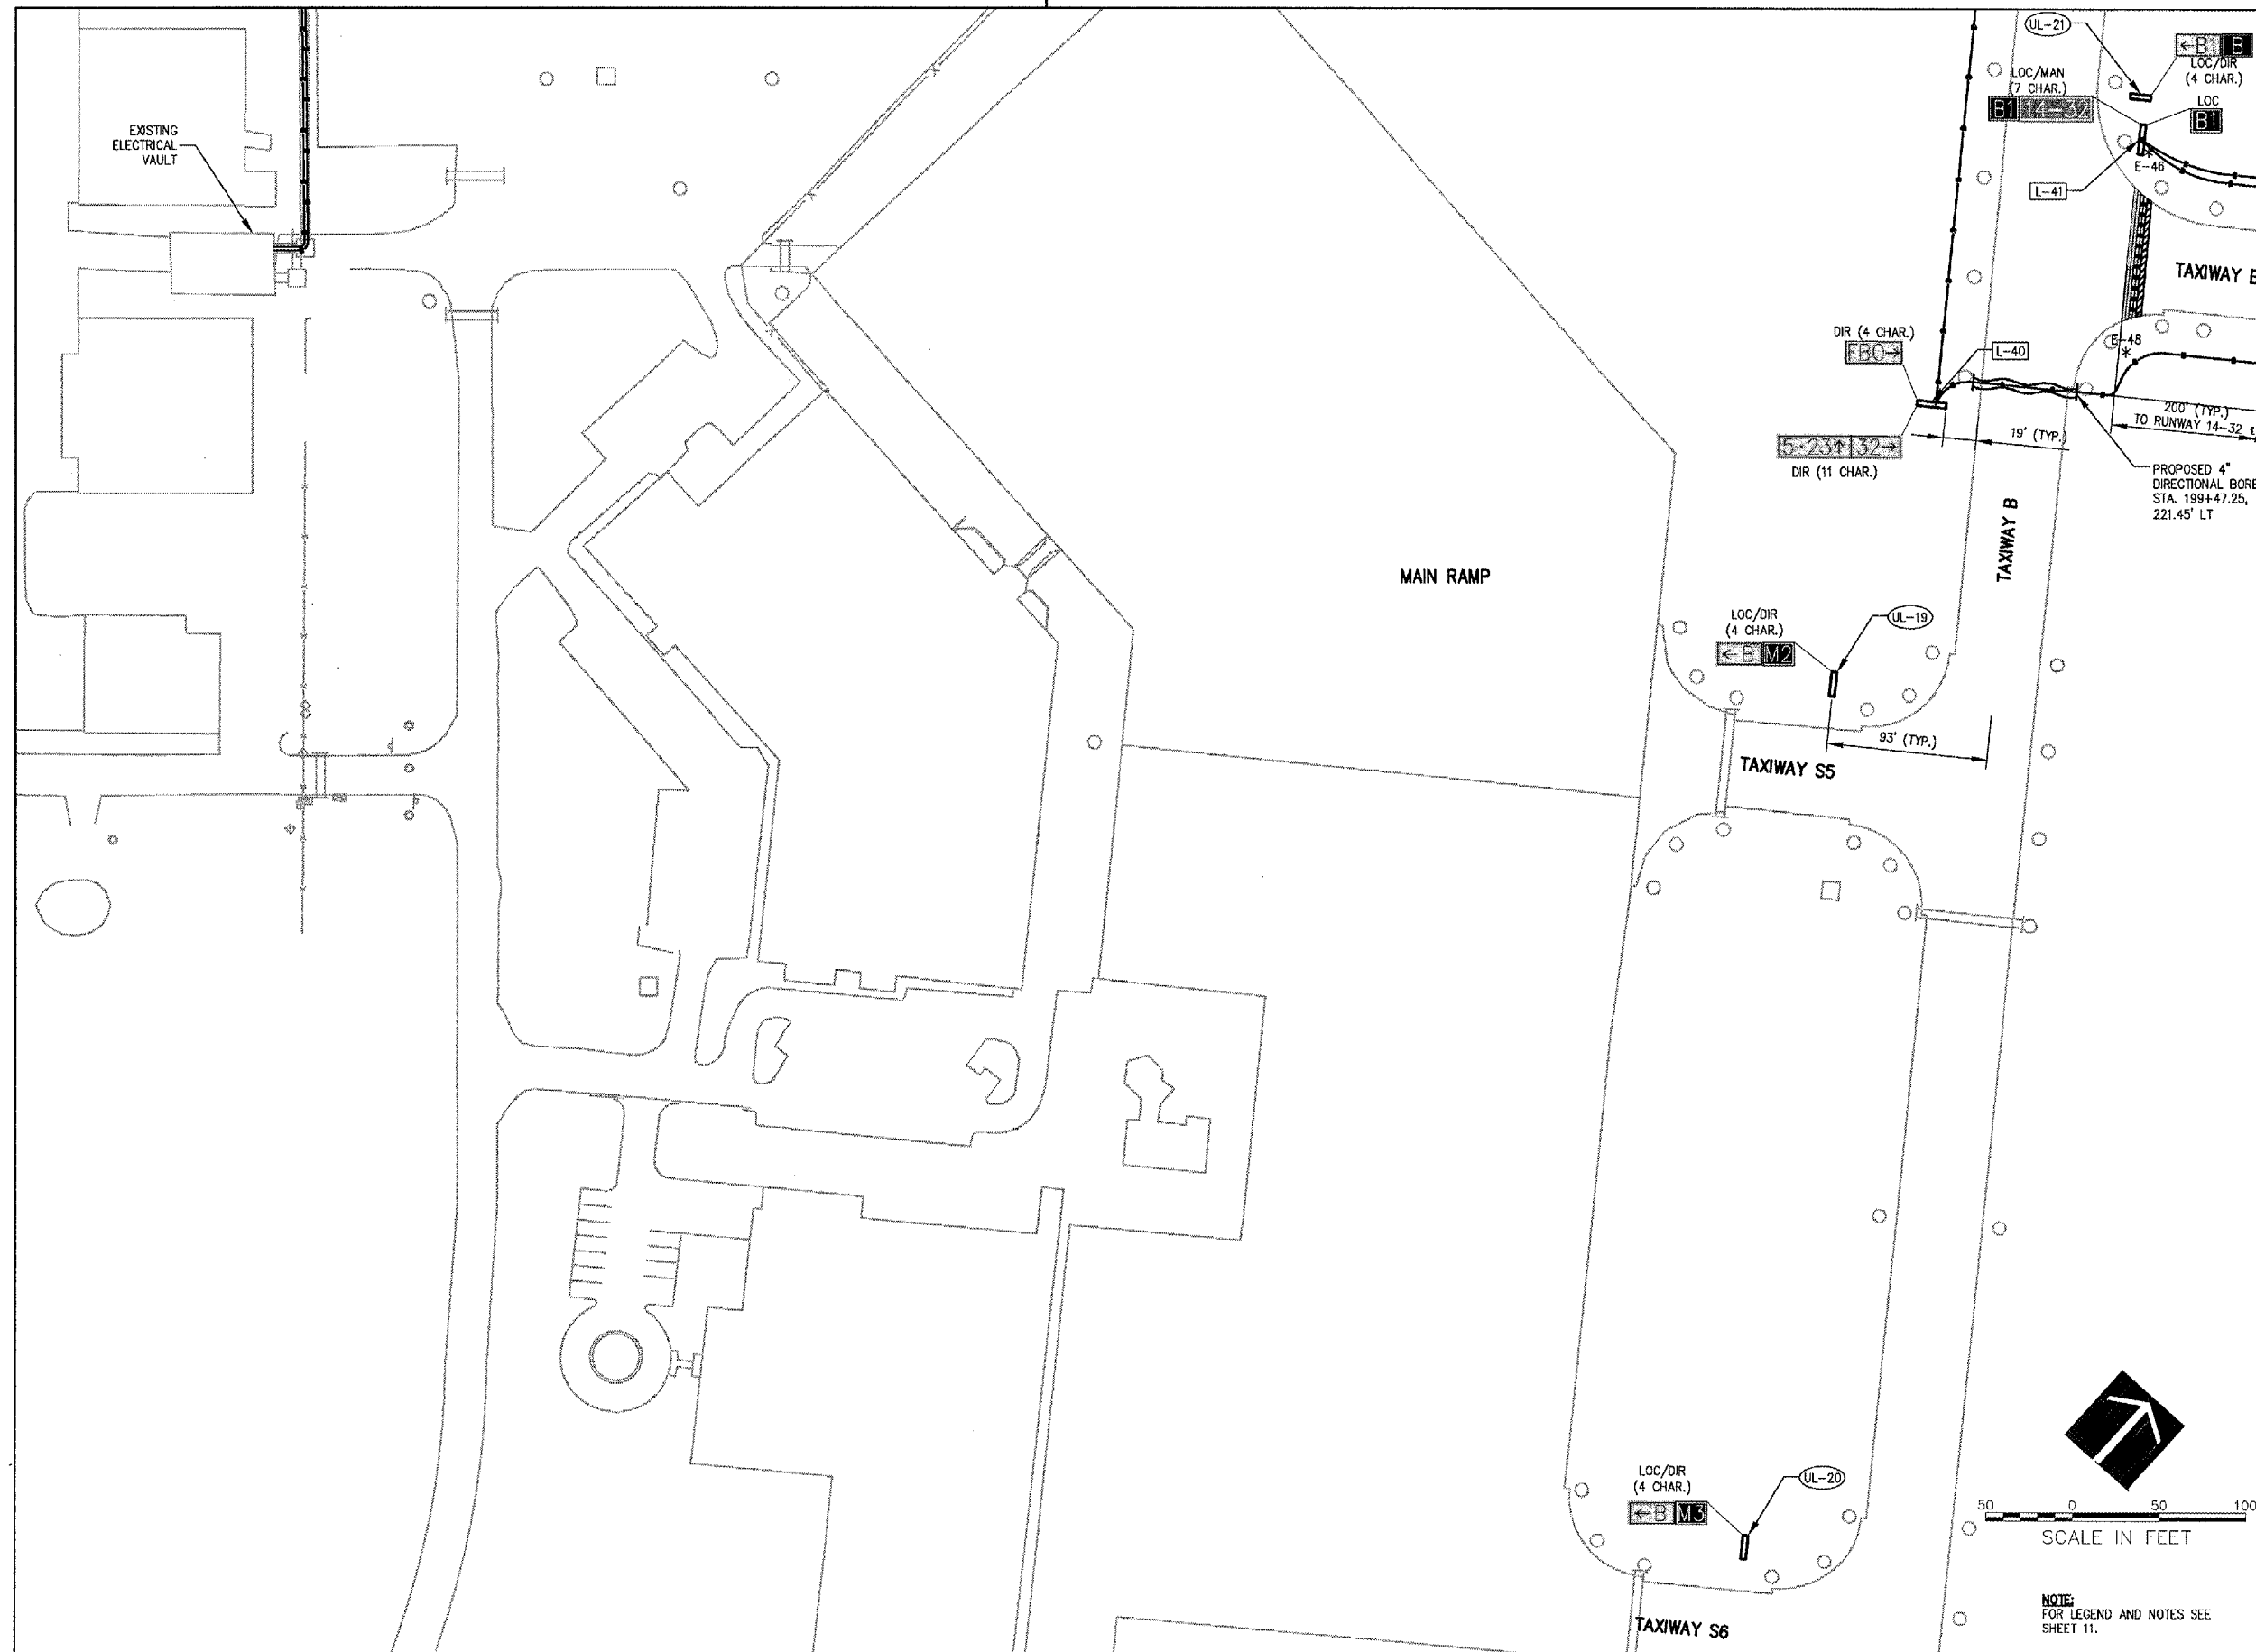 UL-21
←B1 B
LOC/DIR
(4 CHAR.)
LOC/MAN
(7 CHAR.)
B1 14-32
LOC
B1
E-46
L-41
EXISTING
ELECTRICAL
VAULT
TAXIWAY B
DIR (4 CHAR.)
FBO→
L-40
E-48
200' (TYP.)
TO RUNWAY 14-32 ℄
19' (TYP.)
5-23↑ 32→
DIR (11 CHAR.)
PROPOSED 4"
DIRECTIONAL BORE
STA. 199+47.25,
221.45' LT
TAXIWAY B
MAIN RAMP
LOC/DIR
(4 CHAR.)
←B M2
UL-19
93' (TYP.)
TAXIWAY S5
LOC/DIR
(4 CHAR.)
←B M3
UL-20
50 0 50 100
SCALE IN FEET
NOTE:
FOR LEGEND AND NOTES SEE
SHEET 11.
TAXIWAY S6